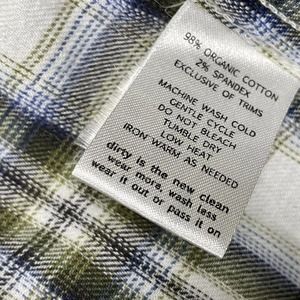 98% ORGANIC COTTON
2% SPANDEX
EXCLUSIVE OF TRIMS
MACHINE WASH COLD
GENTLE CYCLE
DO NOT BLEACH
TUMBLE DRY
LOW HEAT
IRON WARM AS NEEDED
dirty is the new clean
wear more, wash less
wear it out or pass it on